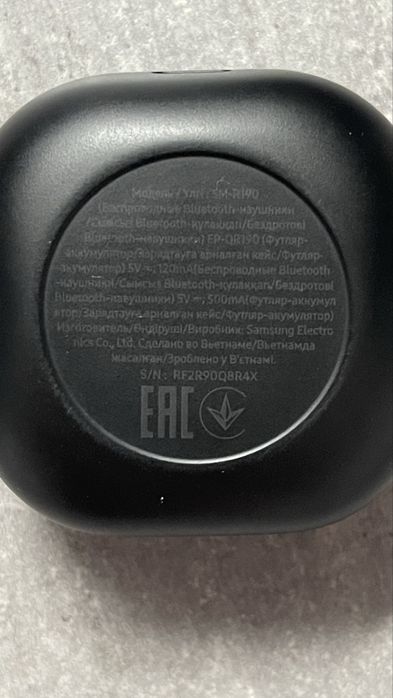 Модель/Үлгі/SM-R190
(Беспроводные Bluetooth-наушники
/Сымсыз Bluetooth-құлаққап/Бездротові
Bluetooth-навушники) EP-QR190 (Футляр-
аккумулятор/Зарядтауға арналған кейс/Футляр-
акумулятор) 5V ⎓, 120mA(Беспроводные Bluetooth
-наушники/Сымсыз Bluetooth-құлаққап/Бездротові
Bluetooth-навушники) 5V ⎓, 500mA(Футляр-аккумул
ятор/Зарядтауға арналған кейс/Футляр-акумулятор)
Изготовитель/Өндіруші/Виробник: Samsung Electro
nics Co., Ltd. Сделано во Вьетнаме/Вьетнамда
жасалған/Зроблено у В'єтнамі.
S/N : RF2R90Q8R4X
EAC